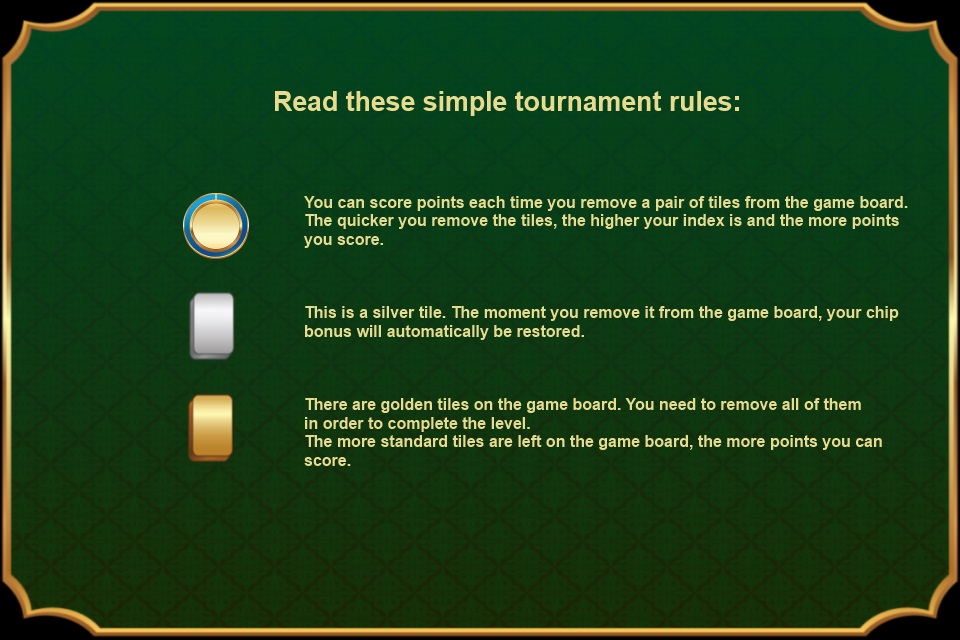 Read these simple tournament rules:
You can score points each time you remove a pair of tiles from the game board.
The quicker you remove the tiles, the higher your index is and the more points
you score.
This is a silver tile. The moment you remove it from the game board, your chip
bonus will automatically be restored.
There are golden tiles on the game board. You need to remove all of them
in order to complete the level.
The more standard tiles are left on the game board, the more points you can
score.